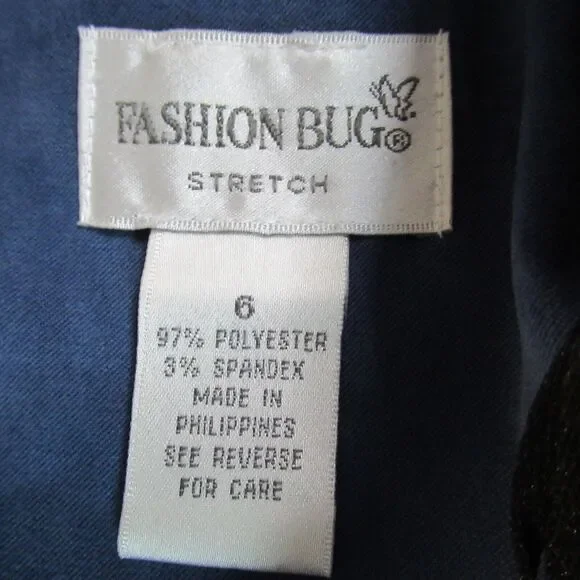 FASHION BUG®
STRETCH
6
97% POLYESTER
3% SPANDEX
MADE IN
PHILIPPINES
SEE REVERSE
FOR CARE